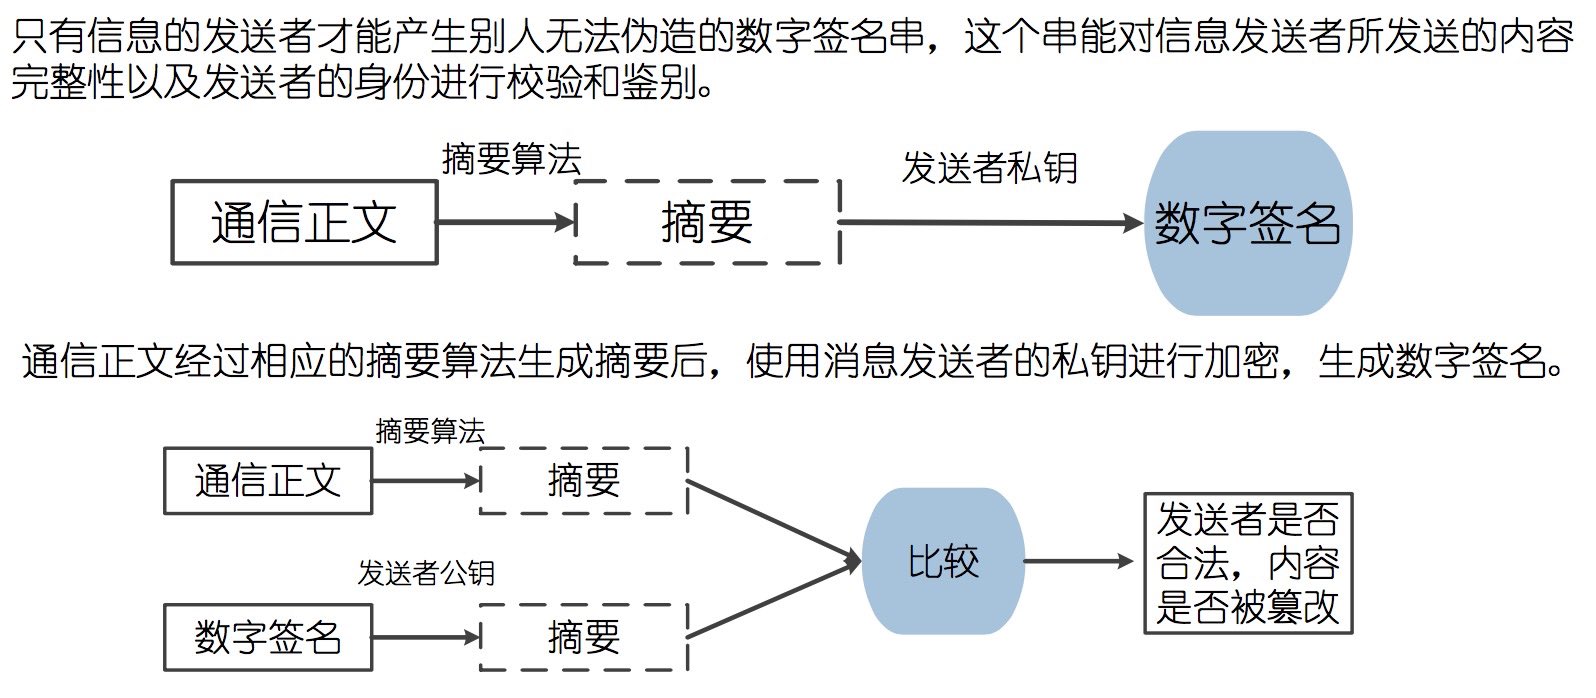 只有信息的发送者才能产生别人无法伪造的数字签名串，这个串能对信息发送者所发送的内容
完整性以及发送者的身份进行校验和鉴别。
摘要算法
发送者私钥
通信正文
摘要
数字签名
通信正文经过相应的摘要算法生成摘要后，使用消息发送者的私钥进行加密，生成数字签名。
摘要算法
通信正文
摘要
发送者公钥
数字签名
摘要
比较
发送者是否
合法，内容
是否被篡改